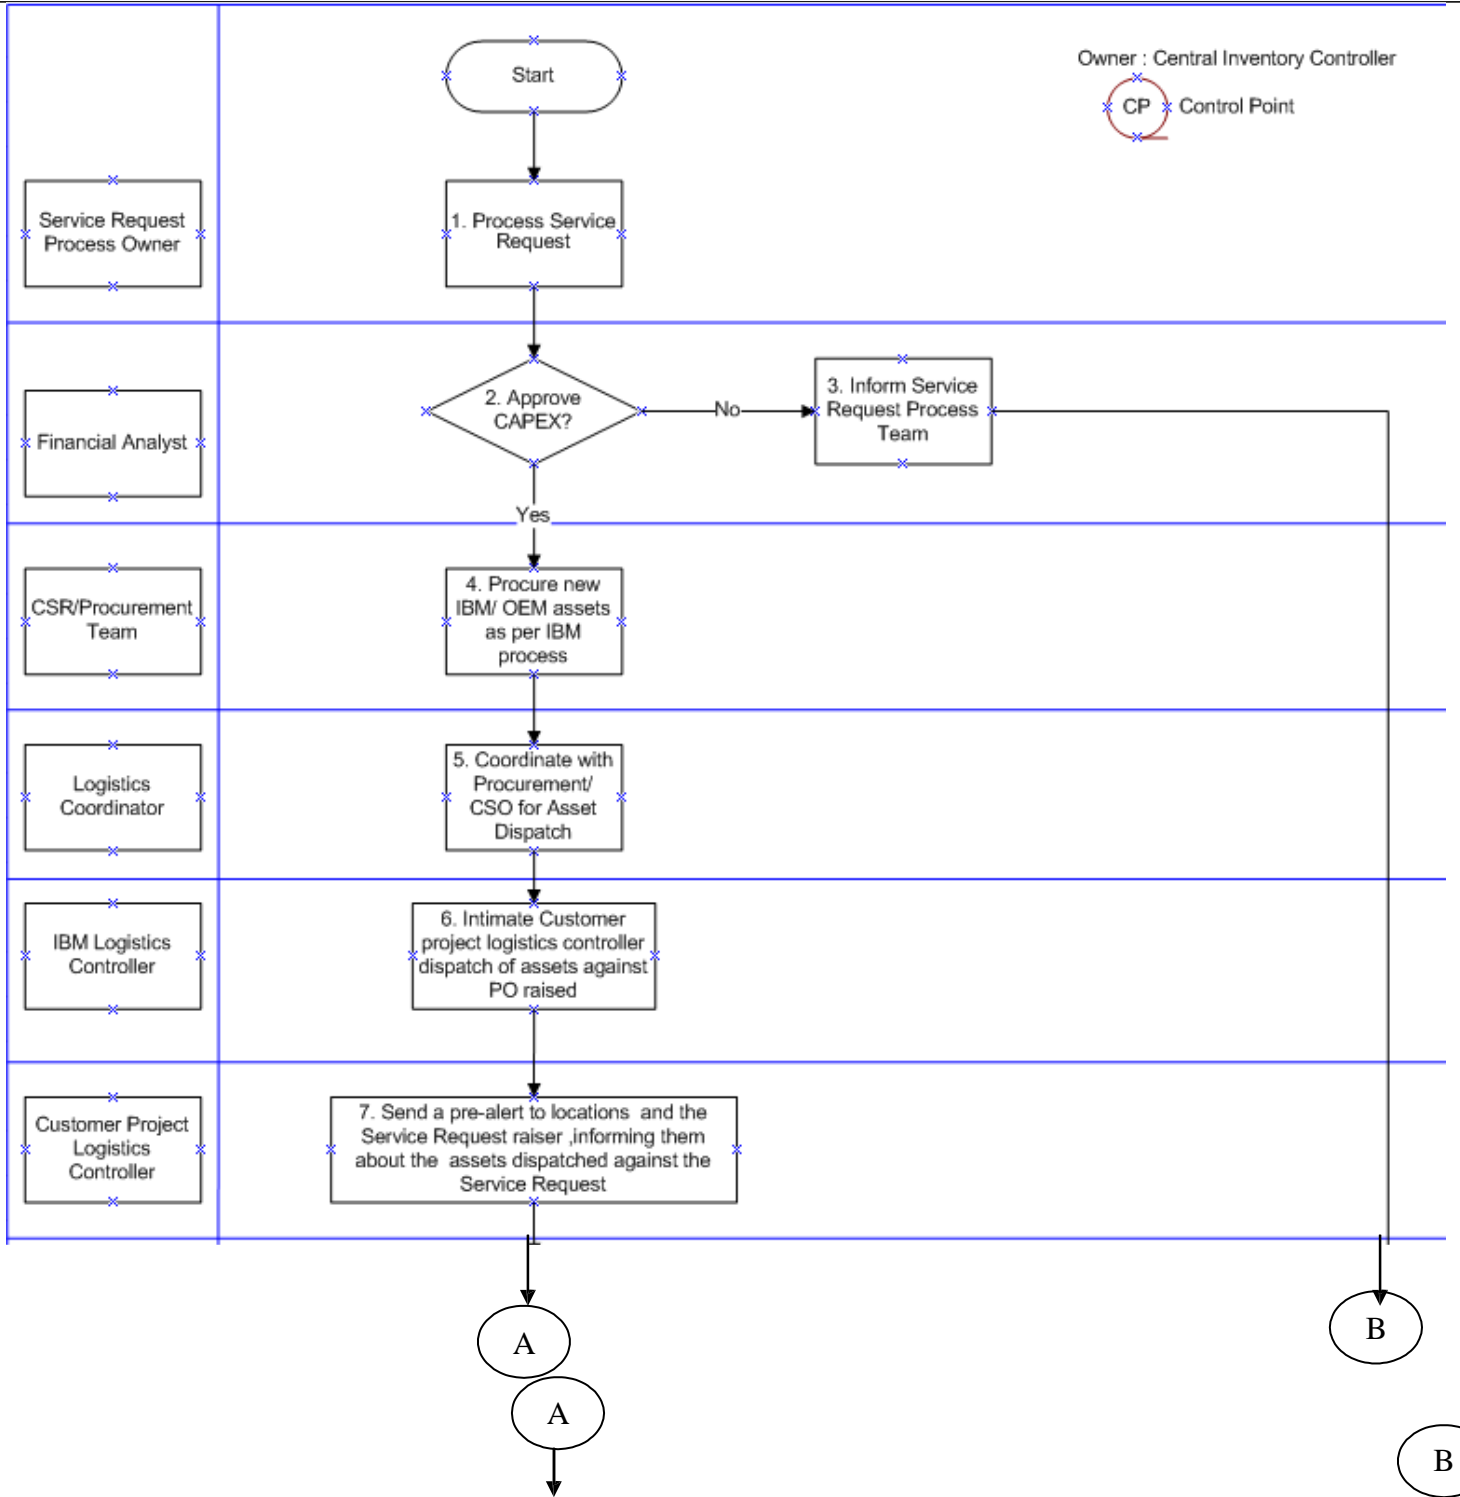 Start
Owner : Central Inventory Controller
CP
Control Point
Service Request
Process Owner
1. Process Service
Request
Financial Analyst
2. Approve
CAPEX?
No
3. Inform Service
Request Process
Team
Yes
CSR/Procurement
Team
4. Procure new
IBM/ OEM assets
as per IBM
process
Logistics
Coordinator
5. Coordinate with
Procurement/
CSO for Asset
Dispatch
IBM Logistics
Controller
6. Intimate Customer
project logistics controller
dispatch of assets against
PO raised
Customer Project
Logistics
Controller
7. Send a pre-alert to locations  and the
Service Request raiser ,informing them
about the  assets dispatched against the
Service Request
A
B
A
B